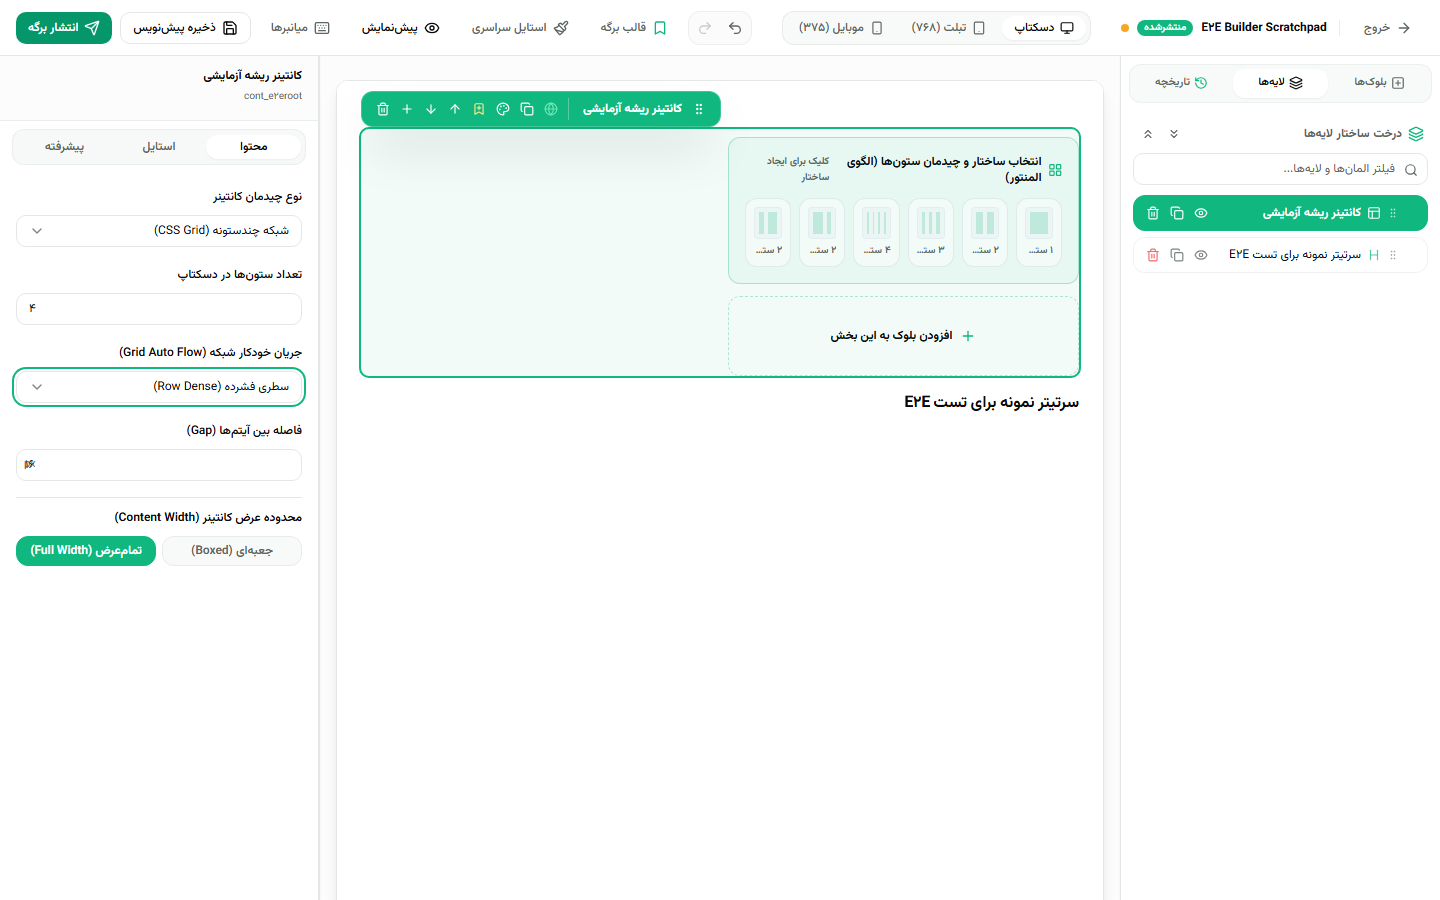 خروج
E۲E Builder Scratchpad
منتشرشده
دسکتاپ
تبلت (۷۶۸)
موبایل (۳۷۵)
قالب برگه
استایل سراسری
پیش‌نمایش
میانبرها
ذخیره پیش‌نویس
انتشار برگه
بلوک‌ها
لایه‌ها
تاریخچه
درخت ساختار لایه‌ها
فیلتر المان‌ها و لایه‌ها...
کانتینر ریشه آزمایشی
سرتیتر نمونه برای تست E۲E
کانتینر ریشه آزمایشی
انتخاب ساختار و چیدمان ستون‌ها (الگوی
المنتور)
کلیک برای ایجاد
ساختار
۱ ستـ...
۲ ستـ...
۳ ستـ...
۴ ستـ...
۲ ستـ...
۲ ستـ...
افزودن بلوک به این بخش
سرتیتر نمونه برای تست E۲E
کانتینر ریشه آزمایشی
cont_e۲eroot
محتوا
استایل
پیشرفته
نوع چیدمان کانتینر
شبکه چندستونه (CSS Grid)
تعداد ستون‌ها در دسکتاپ
۴
جریان خودکار شبکه (Grid Auto Flow)
سطری فشرده (Row Dense)
فاصله بین آیتم‌ها (Gap)
محدوده عرض کانتینر (Content Width)
جعبه‌ای (Boxed)
تمام‌عرض (Full Width)